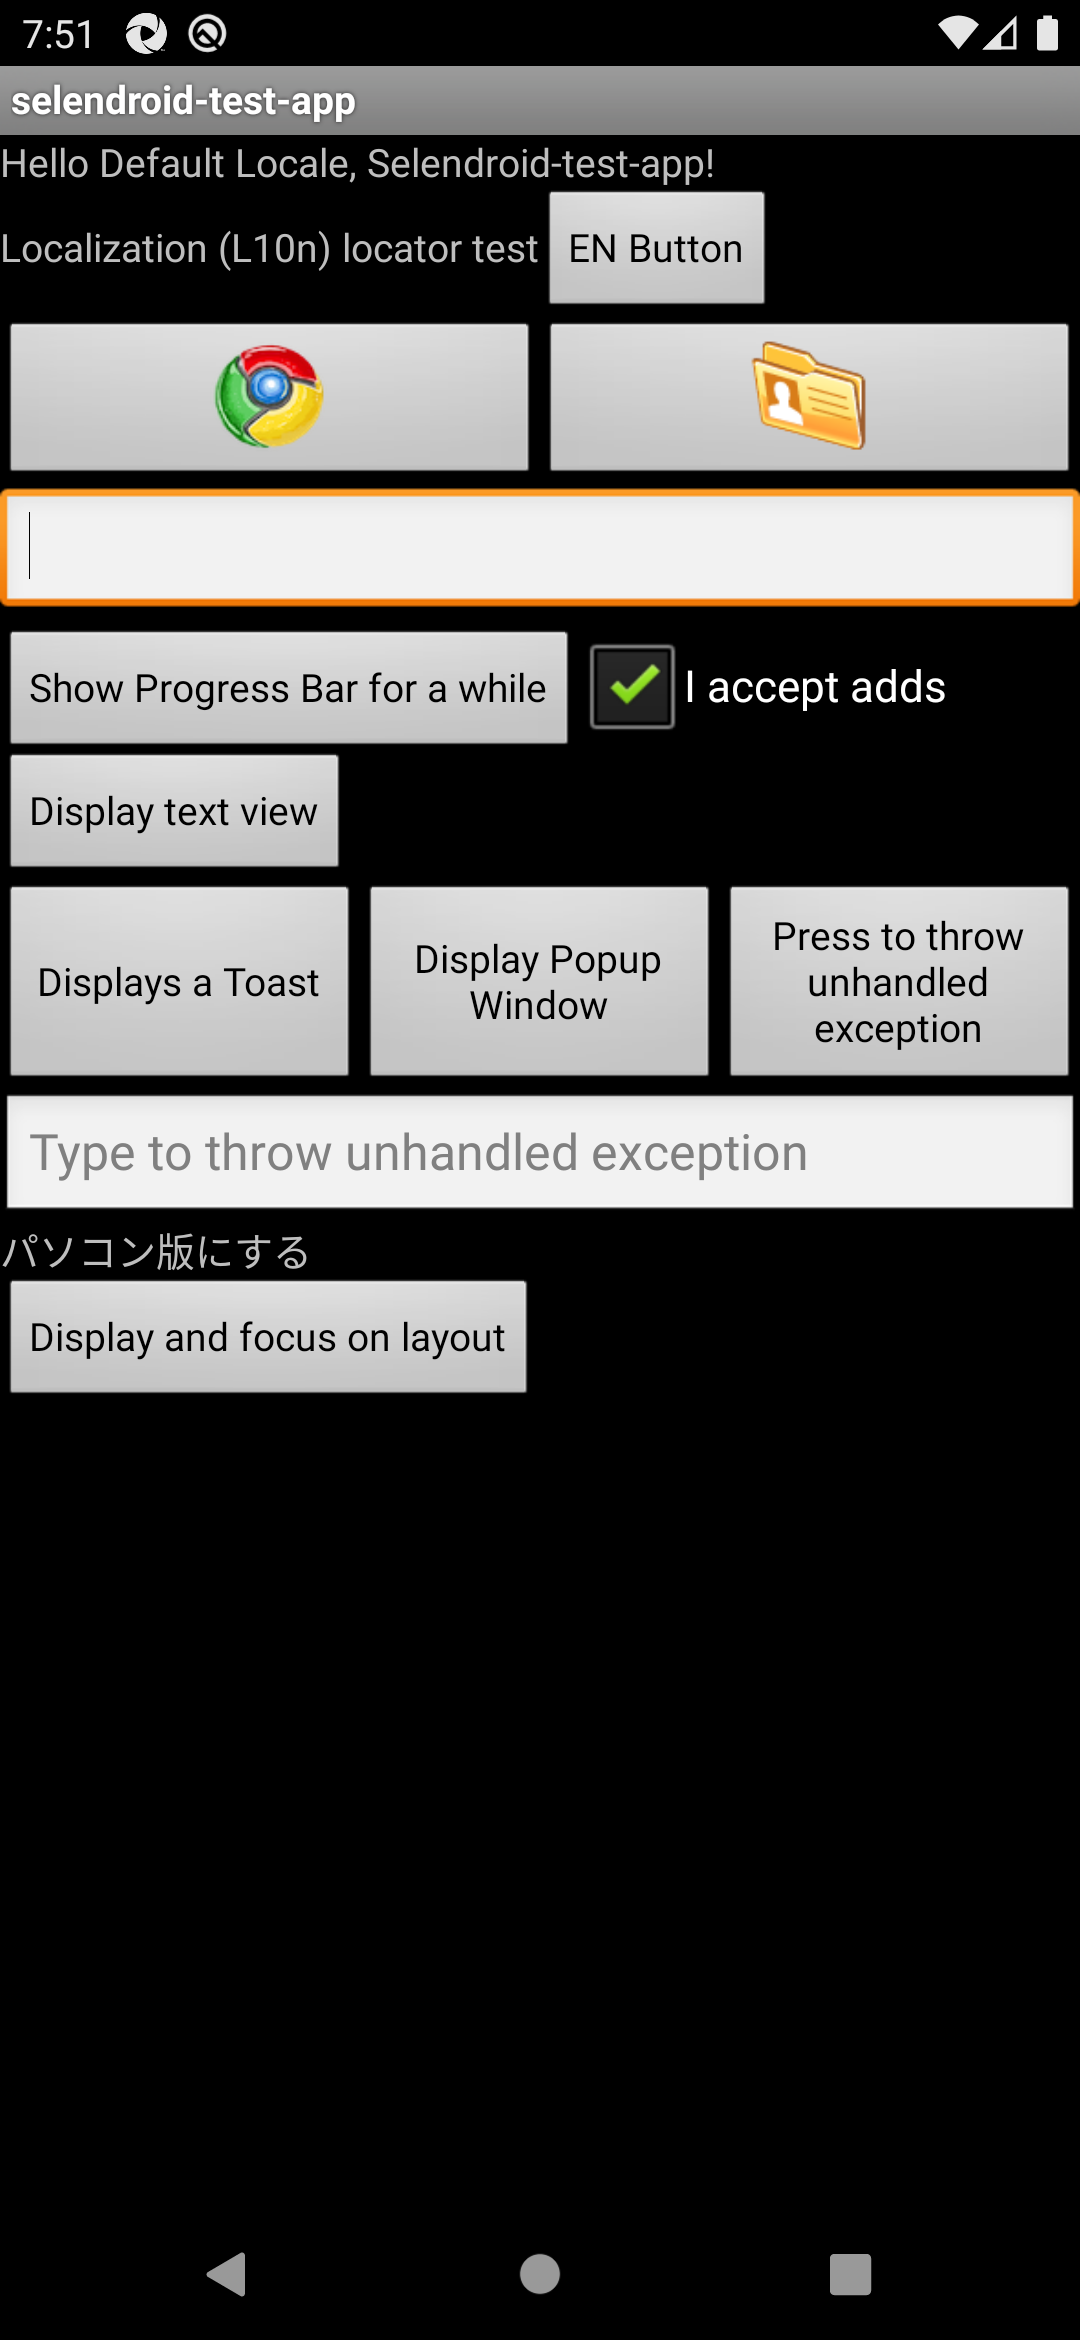 7:51
selendroid-test-app
Hello Default Locale, Selendroid-test-app!
Localization (L10n) locator test
EN Button
Show Progress Bar for a while
I accept adds
Display text view
Displays a Toast
Display Popup
Window
Press to throw
unhandled
exception
Type to throw unhandled exception
パソコン版にする
Display and focus on layout